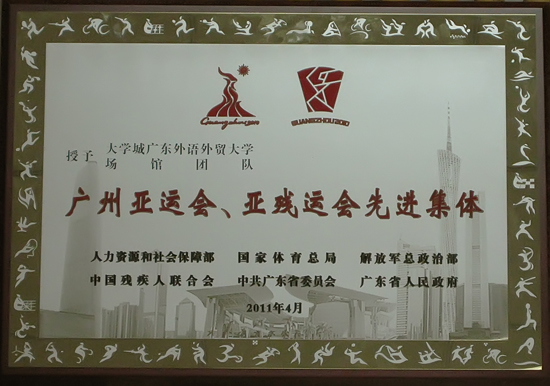 Guangzhou 2010
GUANGZHOU 2010
授予 大学城广东外语外贸大学
场馆团队
广州亚运会、亚残运会先进集体
人力资源和社会保障部 国家体育总局 解放军总政治部
中国残疾人联合会 中共广东省委员会 广东省人民政府
2011年4月